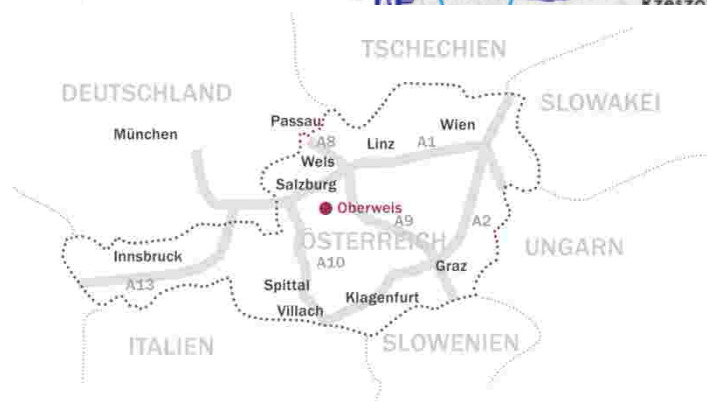 TSCHECHIEN
DEUTSCHLAND
SLOWAKEI
München
Passau
Wien
A8
Linz
A1
Wels
Salzburg
Oberweis
A9
A2
ÖSTERREICH
UNGARN
Innsbruck
A10
Graz
A13
Spittal
Klagenfurt
Villach
ITALIEN
SLOWENIEN